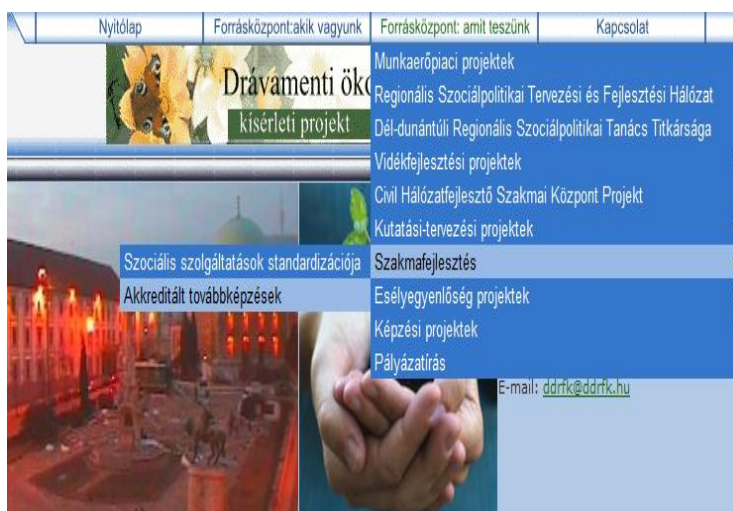 Nyitólap
Forrásközpont:akik vagyunk
Forrásközpont: amit teszünk
Kapcsolat
Drávamenti
kisérleti projekt
Munkaerőpiaci projektek
Regionális Szociálpolitikai Tervezési és Fejlesztési Hálózat
Dél-dunántúli Regionális Szociálpolitikai Tanács Titkársága
Vidékfejlesztési projektek
Civil Hálózatfejlesztő Szakmai Központ Projekt
Kutatási-tervezési projektek
Szakmafejlesztés
Szociális szolgáltatások standardizációja
Akkreditált továbbképzések
Esélyegyenlőség projektek
Képzési projektek
Pályázatírás
E-mail: ddrfk@ddrfk.hu